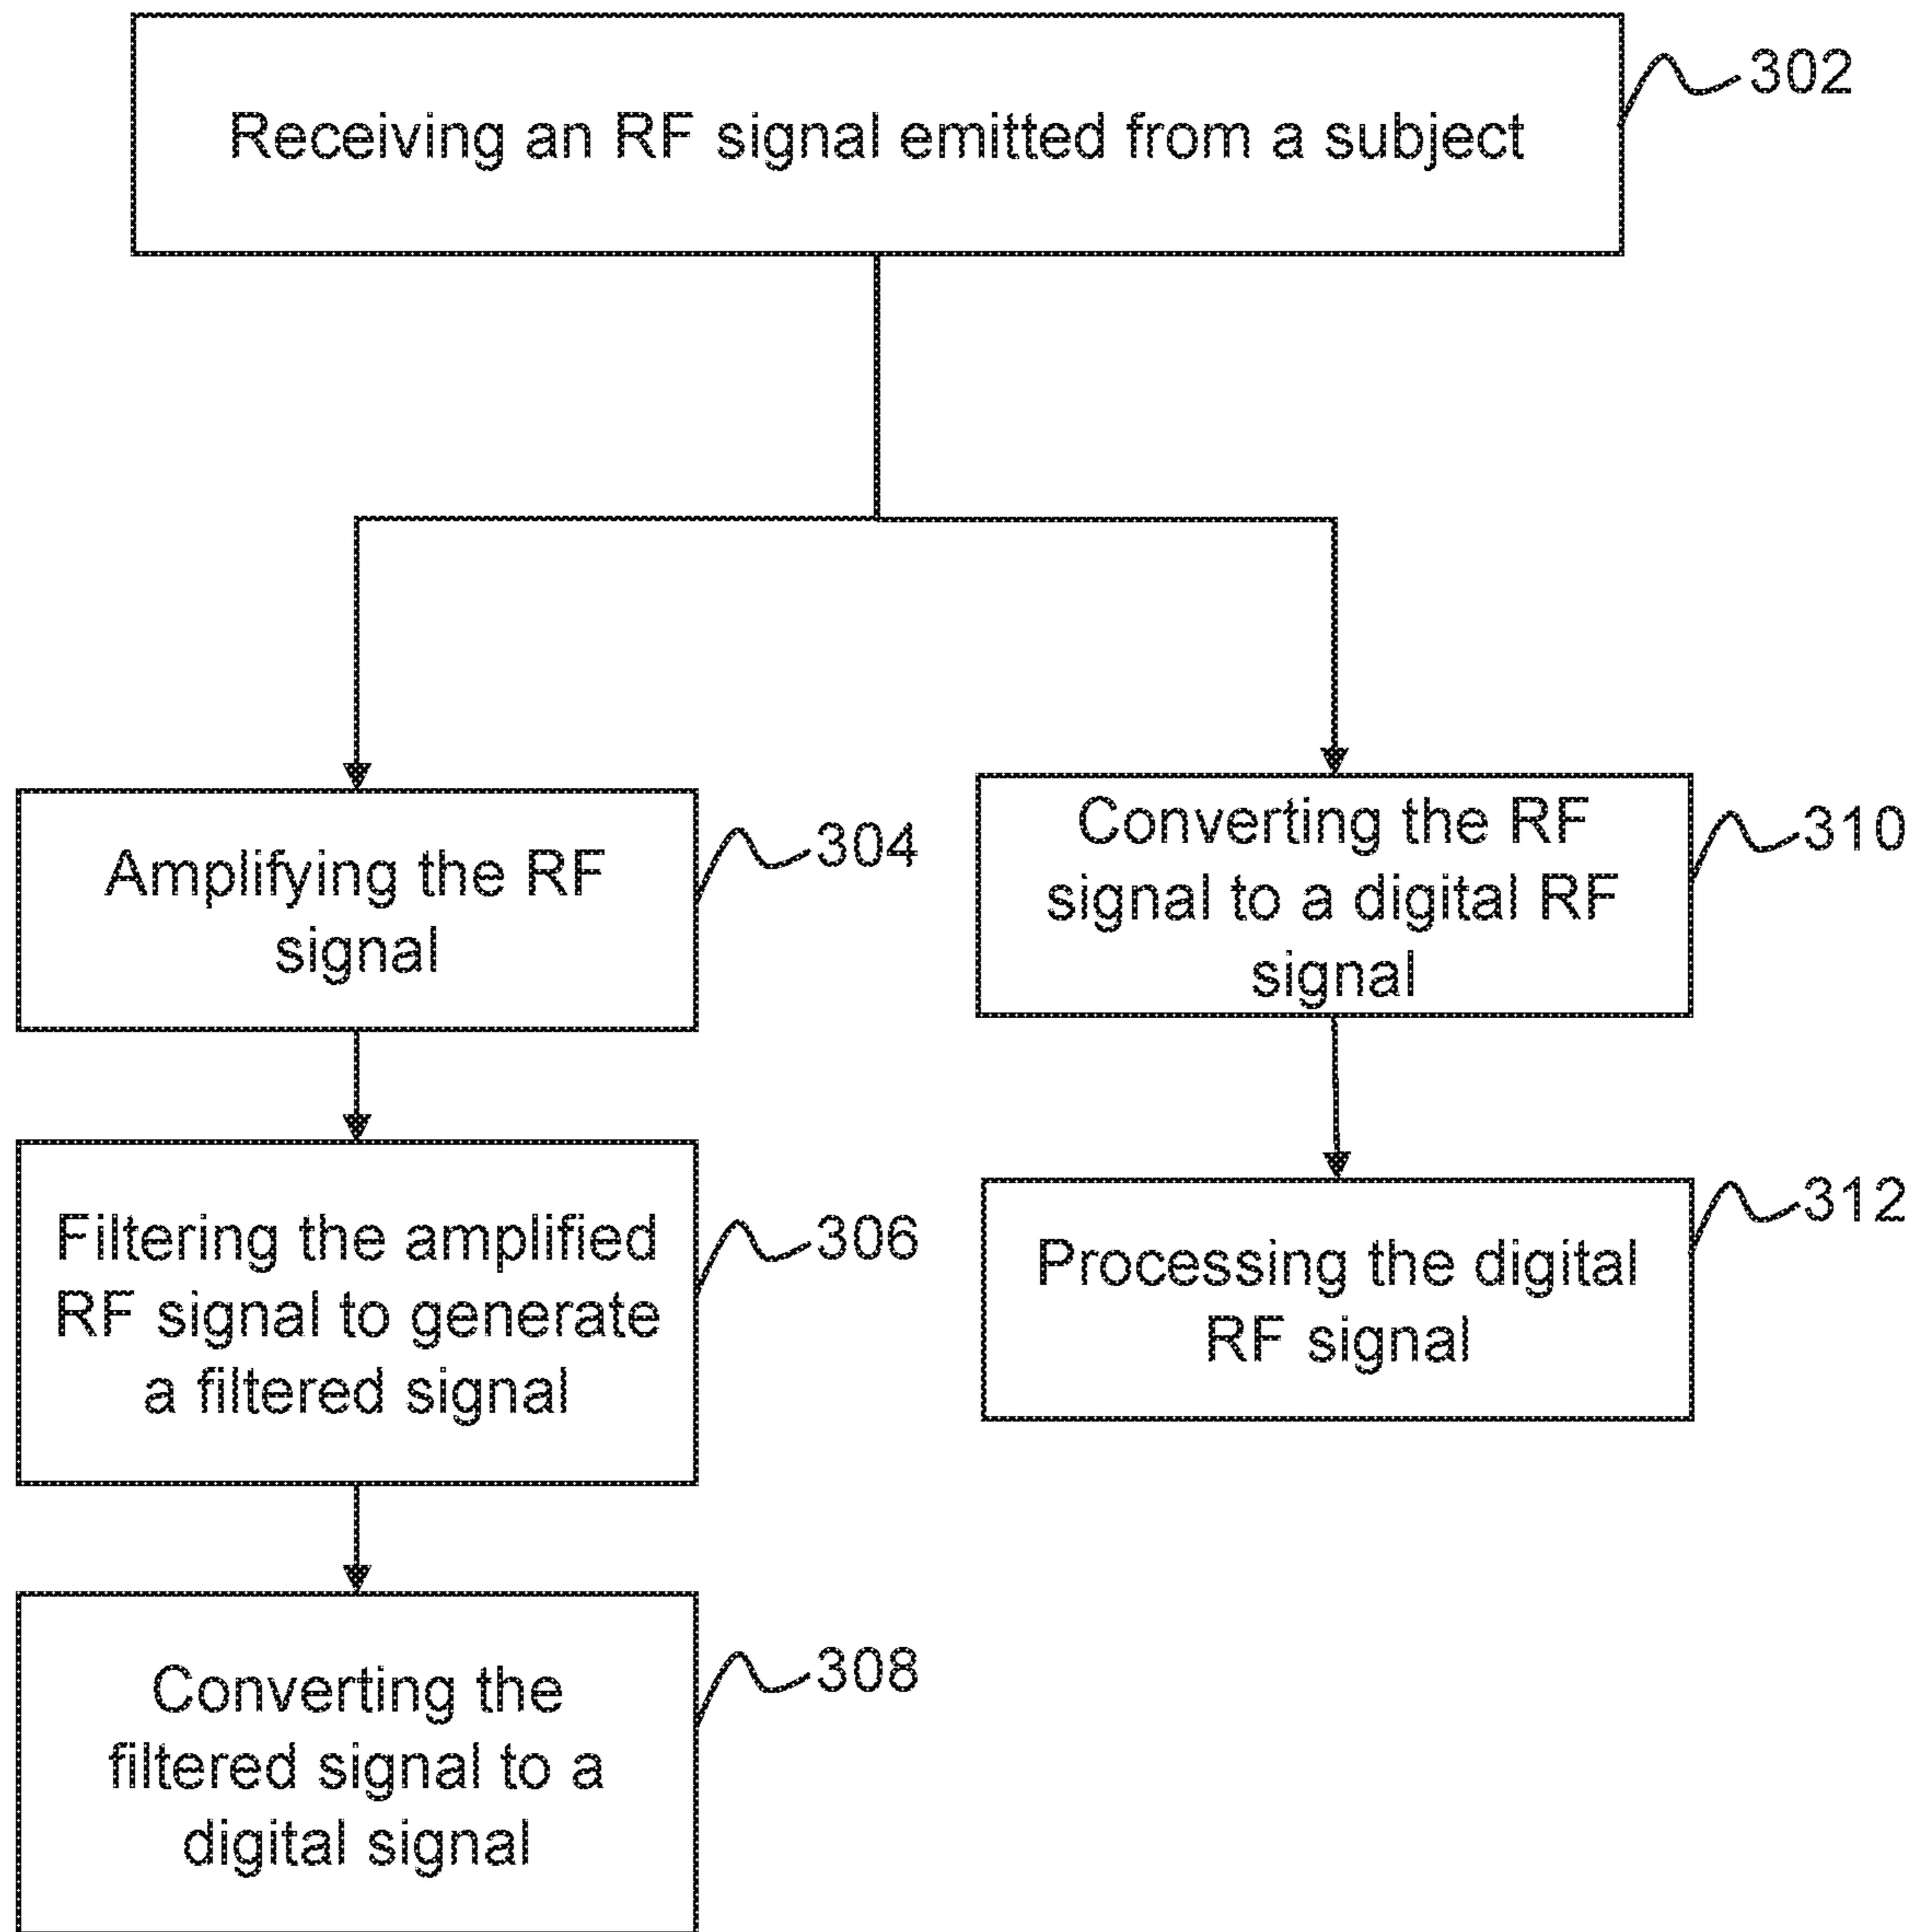 Receiving an RF signal emitted from a subject
302
Amplifying the RF
signal
304
Filtering the amplified
RF signal to generate
a filtered signal
306
Converting the
filtered signal to a
digital signal
308
Converting the RF
signal to a digital RF
signal
310
Processing the digital
RF signal
312